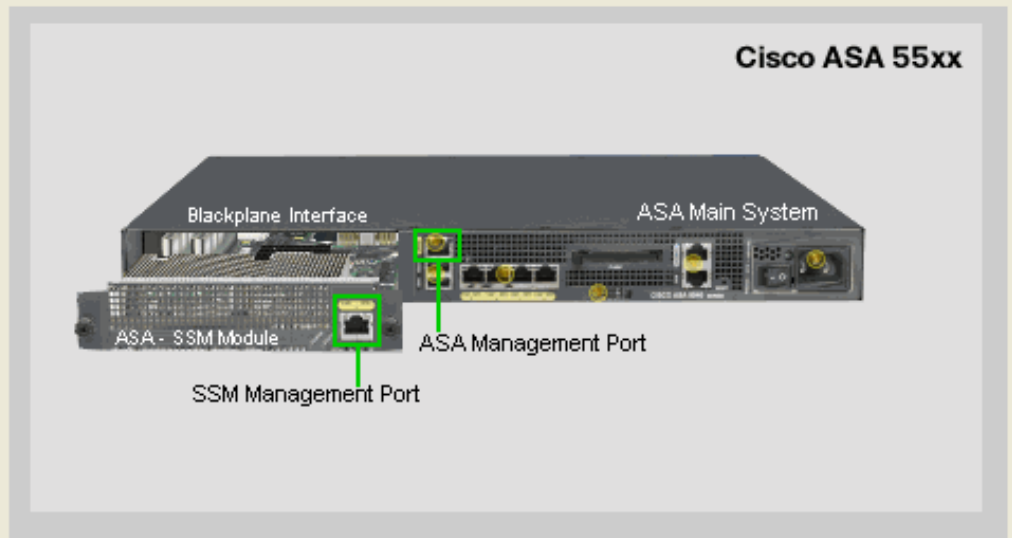 Cisco ASA 55xx
Blackplane Interface
ASA Main System
ASA - SSM Module
ASA Management Port
SSM Management Port